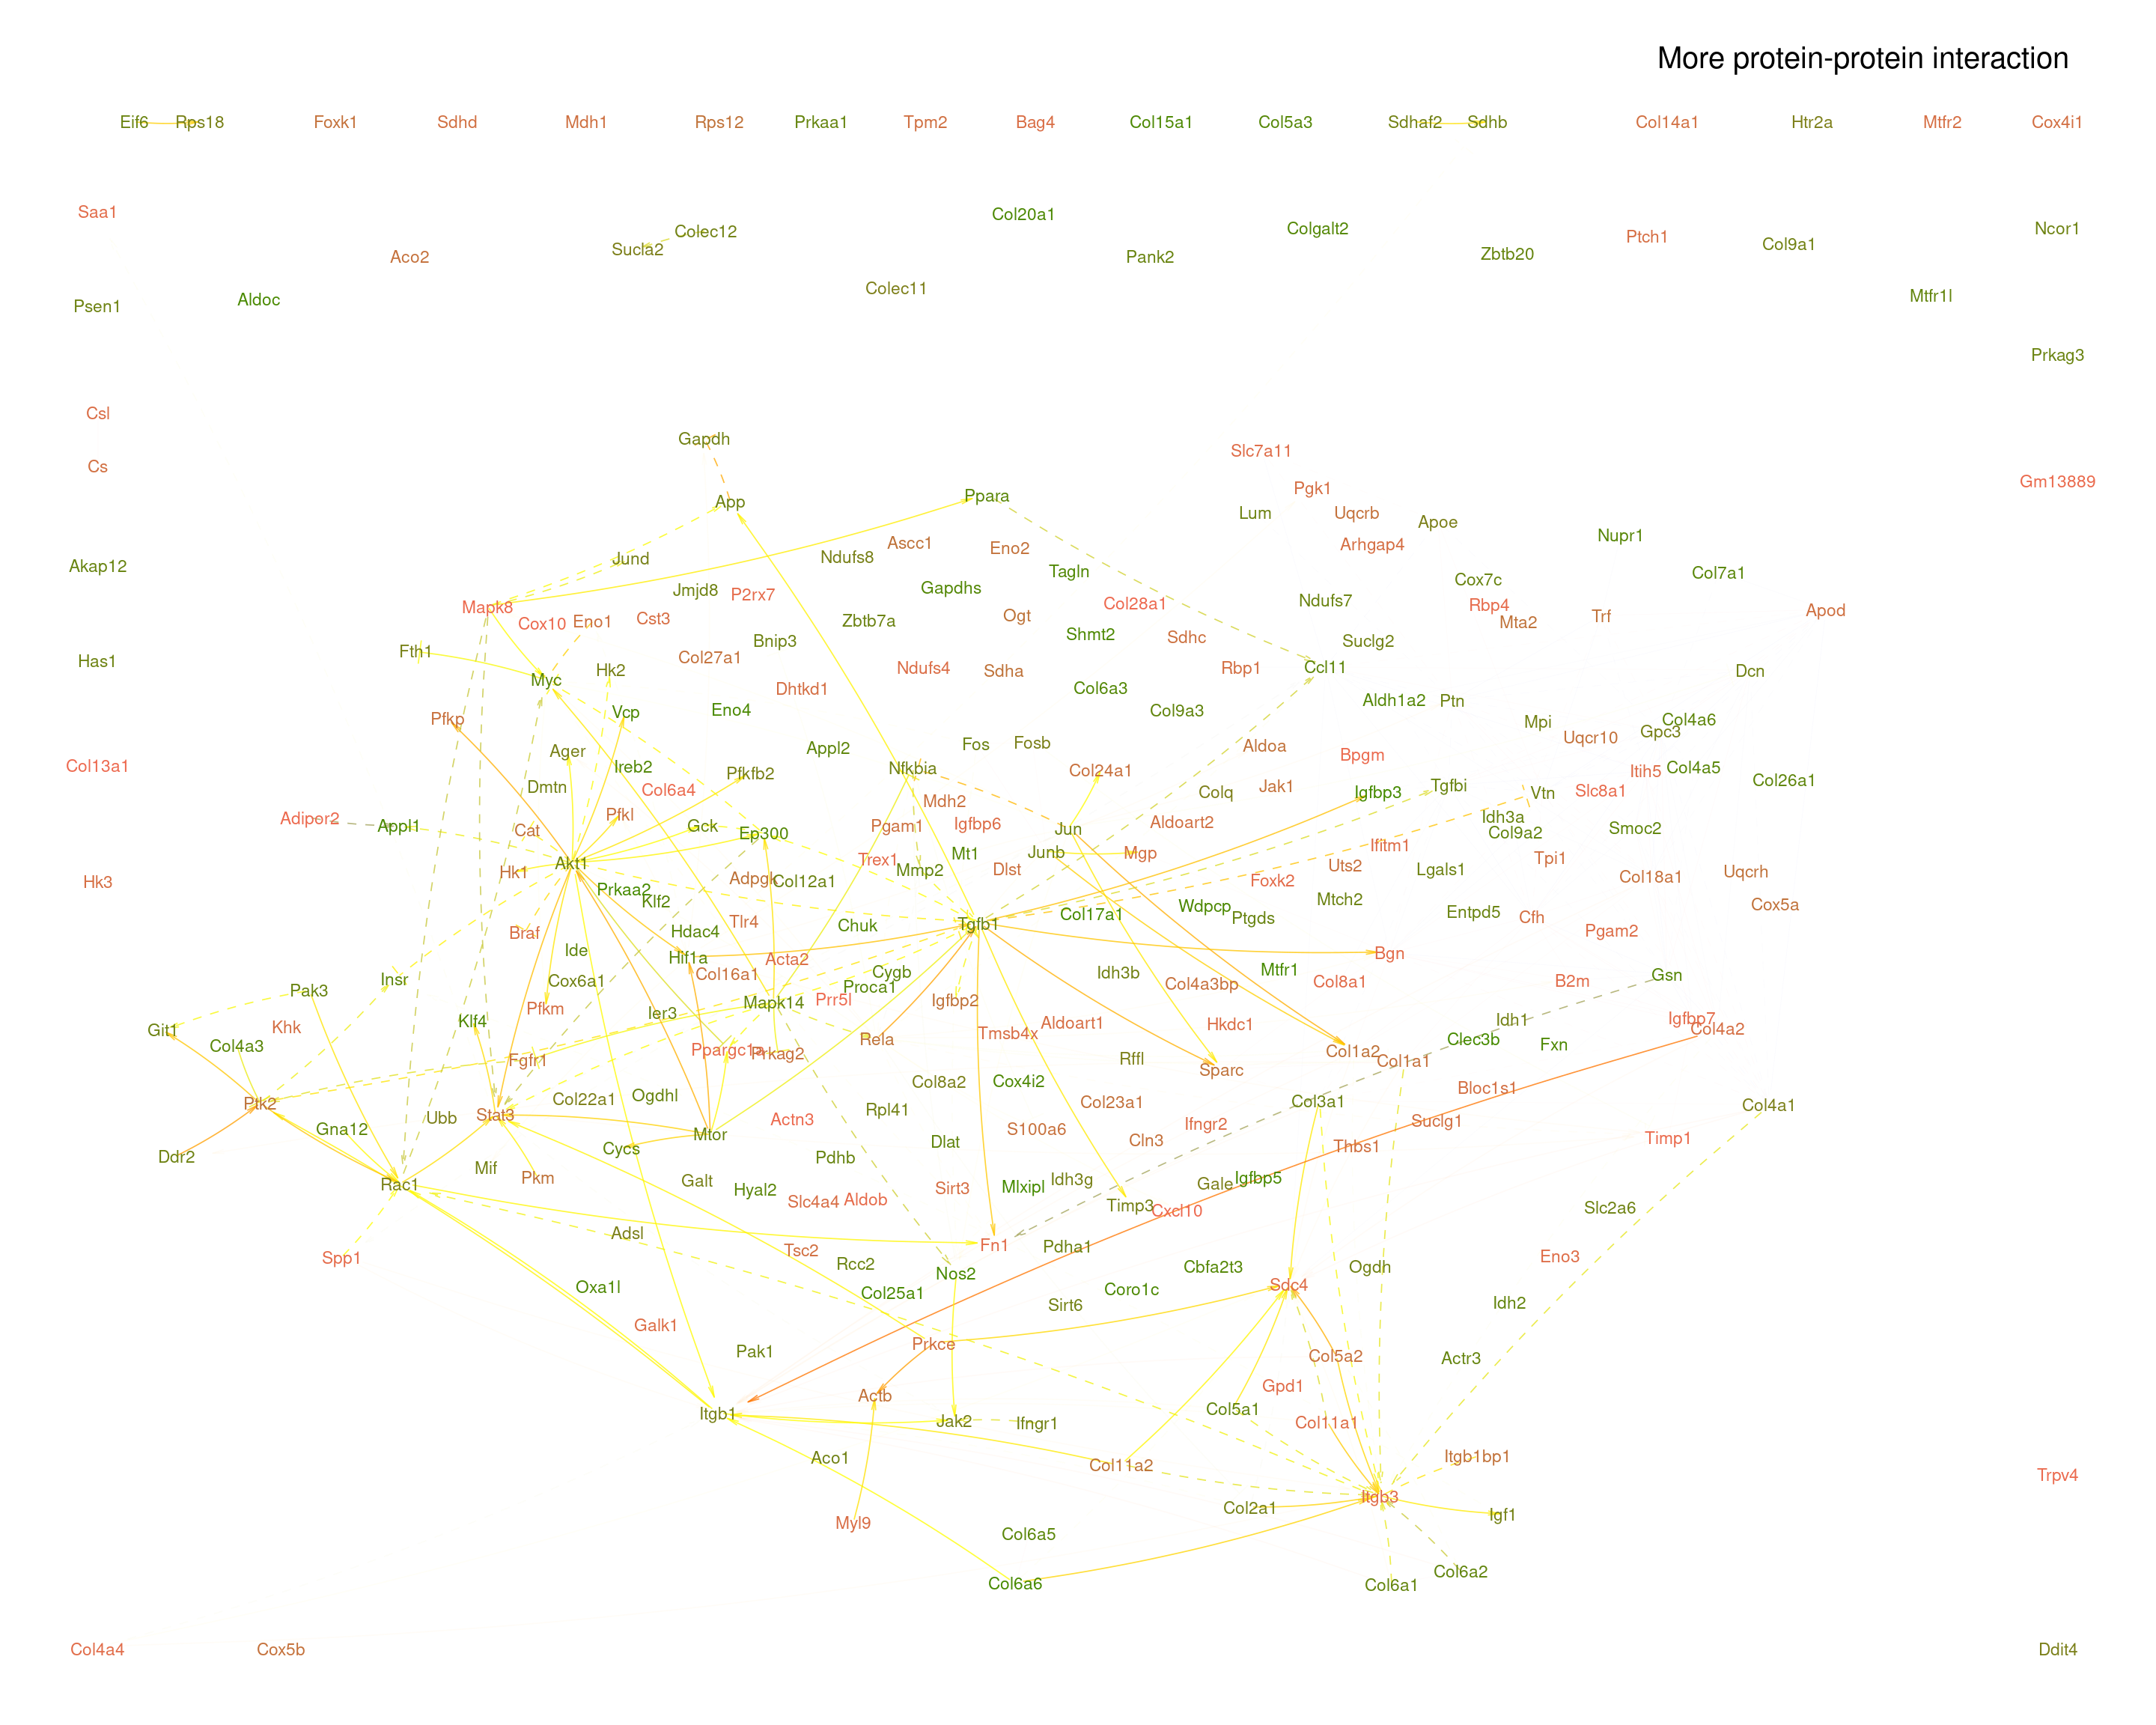 More protein-protein interaction
Eif6 Rps18 Foxk1 Sdhd Mdh1 Rps12 Prkaa1 Tpm2 Bag4 Col15a1 Col5a3 Sdhaf2 Sdhb Col14a1 Htr2a Mtfr2 Cox4i1
Saa1 Col20a1
Colec12 Colgalt2 Ptch1 Ncor1
Sucla2 Zbtb20 Col9a1
Aco2 Pank2
Psen1 Aldoc Colec11 Mtfr1l
Prkag3
Csl
Gapdh Slc7a11
Cs Pgk1 Gm13889
App Ppara Lum Uqcrb Apoe
Ascc1 Eno2 Arhgap4 Nupr1
Akap12 Jund Ndufs8 Tagln Cox7c Col7a1
Mapk8 Jmjd8 P2rx7 Gapdhs Col28a1 Ndufs7 Rbp4 Apod
Cox10 Eno1 Cst3 Zbtb7a Ogt Mta2 Trf
Fth1 Bnip3 Shmt2 Sdhc Suclg2
Has1 Myc Hk2 Col27a1 Ndufs4 Sdha Rbp1 Ccl11 Dcn
Dhtkd1 Col6a3 Aldh1a2 Ptn
Pfkp Vcp Eno4 Col9a3 Mpi Col4a6
Ager Appl2 Fos Fosb Aldoa Bpgm Uqcr10 Gpc3
Col13a1 Ireb2 Pfkfb2 Nfkbia Col24a1 Itih5 Col4a5
Dmtn Col6a4 Colq Jak1 Igfbp3 Tgfbi Vtn Slc8a1 Col26a1
Adipor2 Appl1 Pfkl Mdh2 Idh3a
Cat Gck Ep300 Pgam1 Igfbp6 Jun Aldoart2 Col9a2 Smoc2
Akt1 Trex1 Mt1 Junb Mgp Ifitm1 Tpi1
Hk3 Hk1 Prkaa2 Adpgk Col12a1 Mmp2 Dlst Foxk2 Uts2 Lgals1 Col18a1 Uqcrh
Klf2 Mtch2 Cox5a
Braf Hdac4 Tlr4 Chuk Tgfb1 Col17a1 Wdpcp Ptgds Entpd5 Cfh Pgam2
Ide Hif1a Acta2 Bgn
Pak3 Insr Cox6a1 Col16a1 Cygb Proca1 Idh3b Col4a3bp Mtfr1 Col8a1 B2m Gsn
Git1 Khk Klf4 Pfkm Ier3 Mapk14 Prr5l Igfbp2 Aldoart1 Hkdc1 Idh1 Igfbp7
Col4a3 Fgfr1 Ppargc1a Prkag2 Rela Tmsb4x Rffl Col1a2 Clec3b Fxn Col4a2
Col1a1
Ptk2 Stat3 Col22a1 Ogdhl Col8a2 Cox4i2 Sparc Bloc1s1
Gna12 Ubb Mtor Actn3 Rpl41 Col23a1 Col3a1 Col4a1
Ddr2 Cycs Pdhb Dlat S100a6 Cln3 Ifngr2 Thbs1 Suclg1 Timp1
Rac1 Mif Pkm Galt Hyal2 Sirt3 Mlxipl Idh3g Gale Igfbp5
Slc4a4 Aldob Timp3 Cxcl10 Slc2a6
Spp1 Adsl Tsc2 Fn1 Pdha1 Eno3
Oxa1l Rcc2 Nos2 Cbfa2t3 Ogdh
Col25a1 Coro1c Sdc4 Idh2
Galk1 Sirt6
Pak1 Prkce Col5a2 Actr3
Itgb1 Actb Jak2 Ifngr1 Col5a1 Gpd1
Col11a1
Aco1 Col11a2 Itgb1bp1 Trpv4
Myl9 Col2a1 Itgb3 Igf1
Col6a5
Col6a6 Col6a1 Col6a2
Col4a4 Cox5b Ddit4